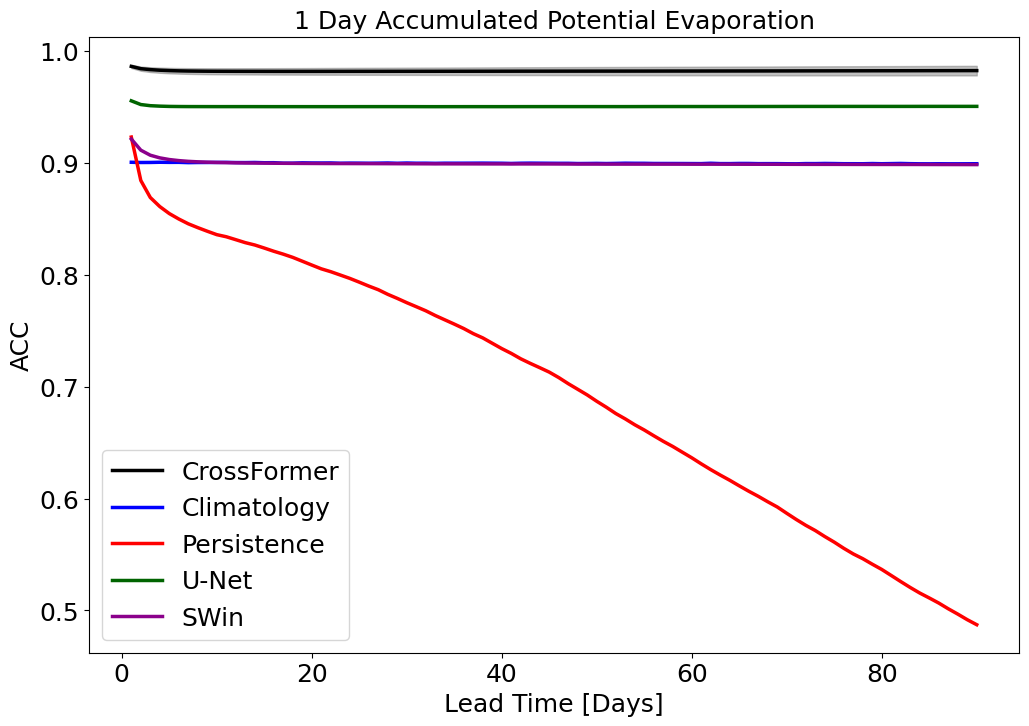 1 Day Accumulated Potential Evaporation
ACC
1.0
0.9
0.8
0.7
0.6
0.5
CrossFormer
Climatology
Persistence
U-Net
SWin
0 20 40 60 80
Lead Time [Days]